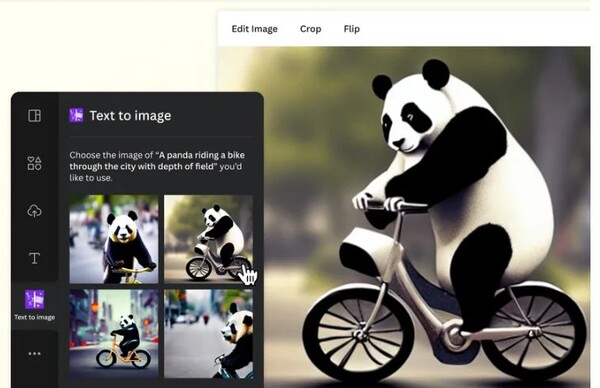 Edit Image Crop Flip
Text to image
Choose the image of “A panda riding a bike
through the city with depth of field” you’d
like to use.
T
Text to image